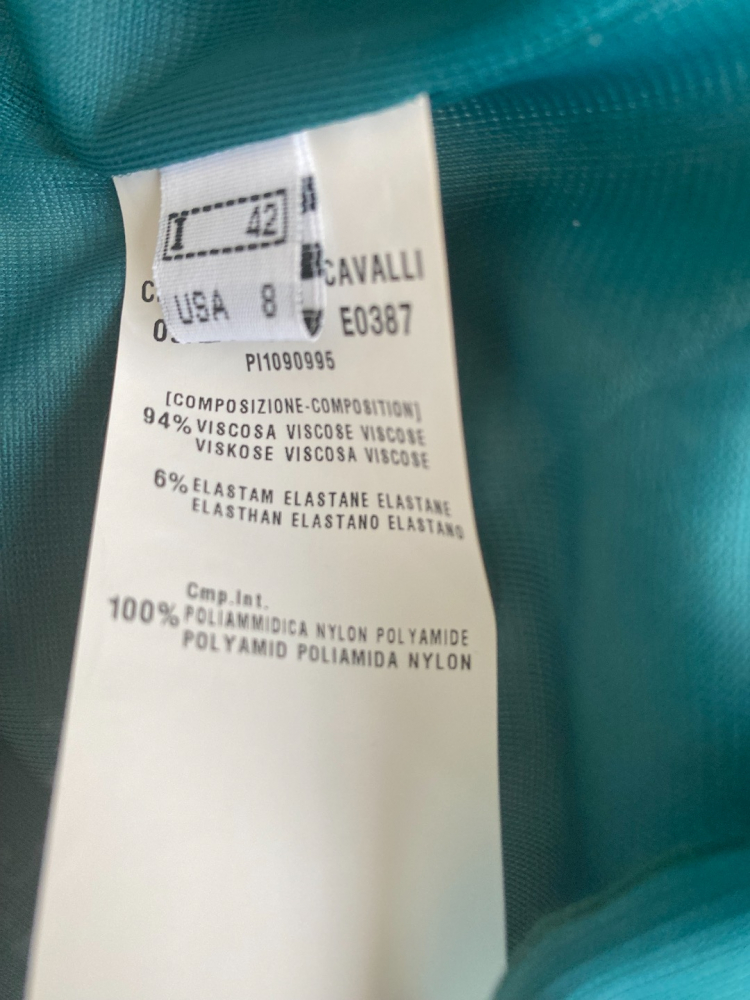 I 42
USA 8
CAVALLI
E0387
PI1090995
[COMPOSIZIONE-COMPOSITION]
94% VISCOSA VISCOSE VISCOSE
VISKOSE VISCOSA VISCOSE
6% ELASTAM ELASTANE ELASTANE
ELASTHAN ELASTANO ELASTANO
Cmp.Int.
100% POLIAMMIDICA NYLON POLYAMIDE
POLYAMID POLIAMIDA NYLON